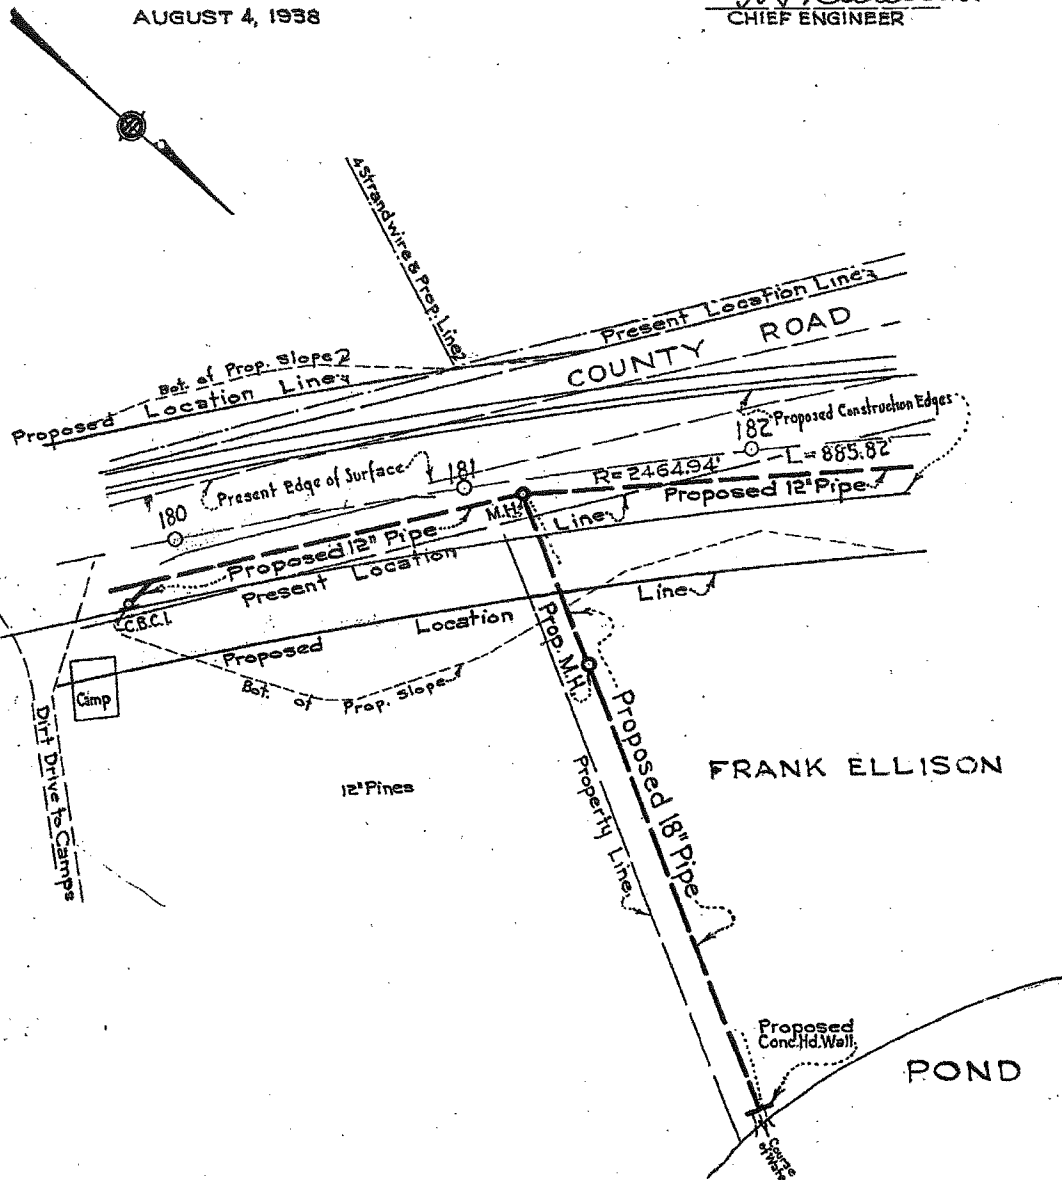 AUGUST 4, 1938
CHIEF ENGINEER
4 Strand wire & Prop. Line
Present Location Line
COUNTY ROAD
Bot. of Prop. Slope
Proposed Location Line
Proposed Construction Edges
182
R=2464.94' L=885.82'
Present Edge of Surface
181
Proposed 12" Pipe
180
M.H.
Proposed 12" Pipe
Present Location Line
C.B.C.I.
Proposed Location Line
Prop. M.H.
Camp
Bot. of Prop. Slope
Dirt Drive to Camps
12" Pines
Proposed 18" Pipe
FRANK ELLISON
Property Line
Proposed
Conc. Hd. Wall
POND
Course
of Wate